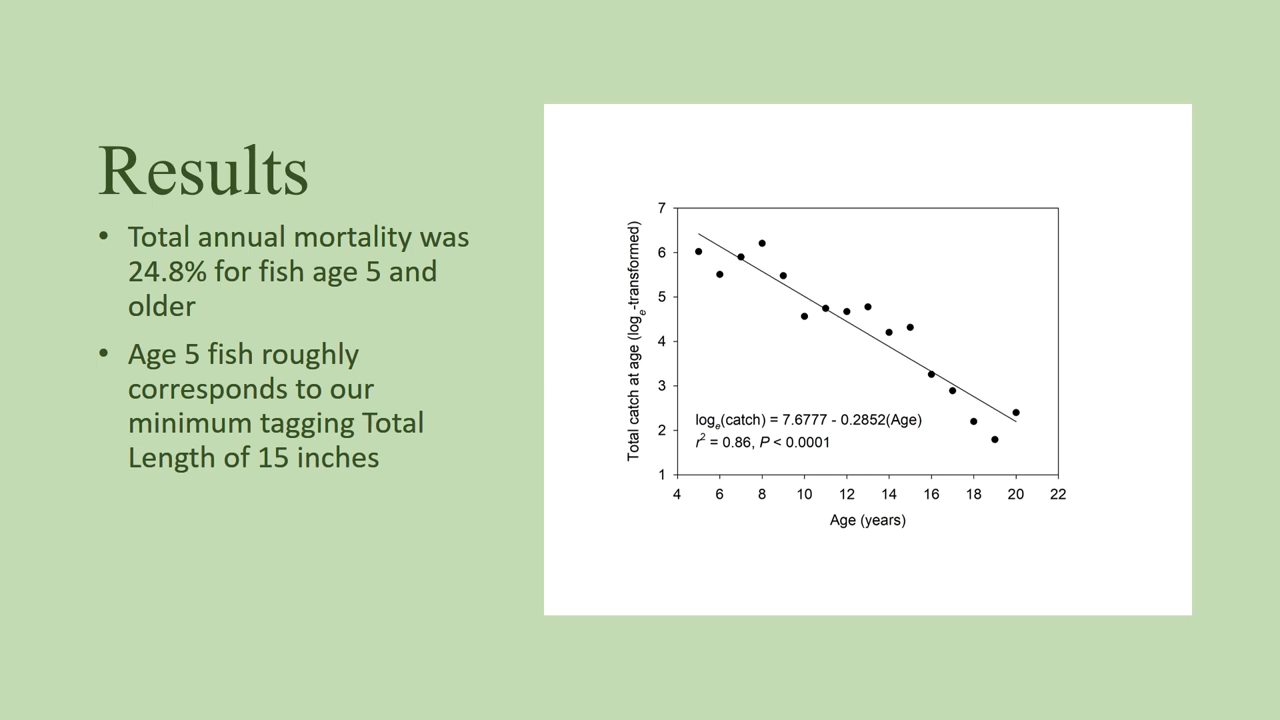 Results
• Total annual mortality was
24.8% for fish age 5 and
older
• Age 5 fish roughly
corresponds to our
minimum tagging Total
Length of 15 inches
Total catch at age (logₑ-transformed)
7
6
5
4
3
2
1
logₑ(catch) = 7.6777 - 0.2852(Age)
r² = 0.86, P < 0.0001
4 6 8 10 12 14 16 18 20 22
Age (years)